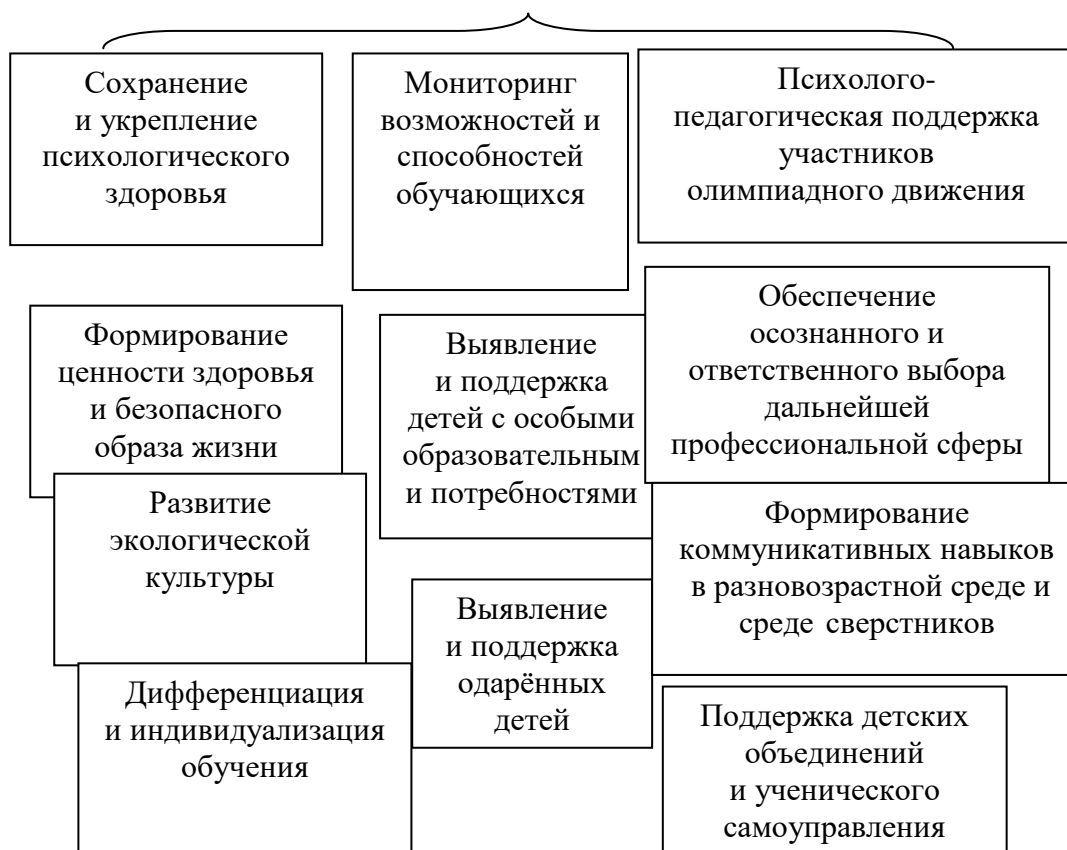 Сохранение
и укрепление
психологического
здоровья
Мониторинг
возможностей и
способностей
обучающихся
Психолого-
педагогическая поддержка
участников
олимпиадного движения
Формирование
ценности здоровья
и безопасного
образа жизни
Выявление
и поддержка
детей с особыми
образовательным
и потребностями
Обеспечение
осознанного и
ответственного выбора
дальнейшей
профессиональной сферы
Развитие
экологической
культуры
Выявление
и поддержка
одарённых
детей
Формирование
коммуникативных навыков
в разновозрастной среде и
среде сверстников
Дифференциация
и индивидуализация
обучения
Поддержка детских
объединений
и ученического
самоуправления